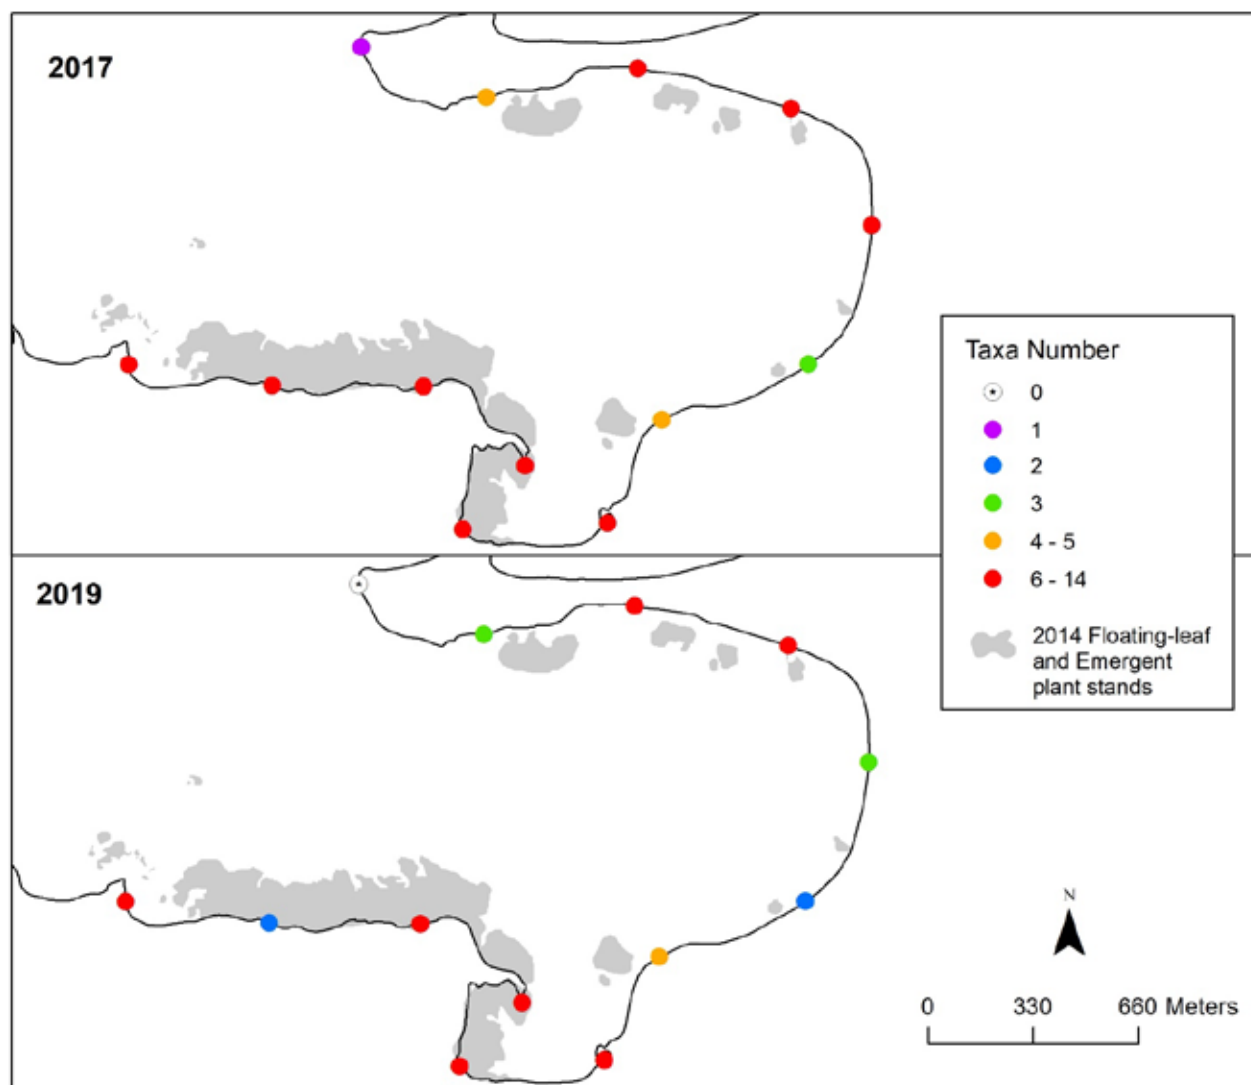 2017
Taxa Number
0
1
2
3
4 - 5
6 - 14
2014 Floating-leaf
and Emergent
plant stands
2019
N
0 330 660 Meters